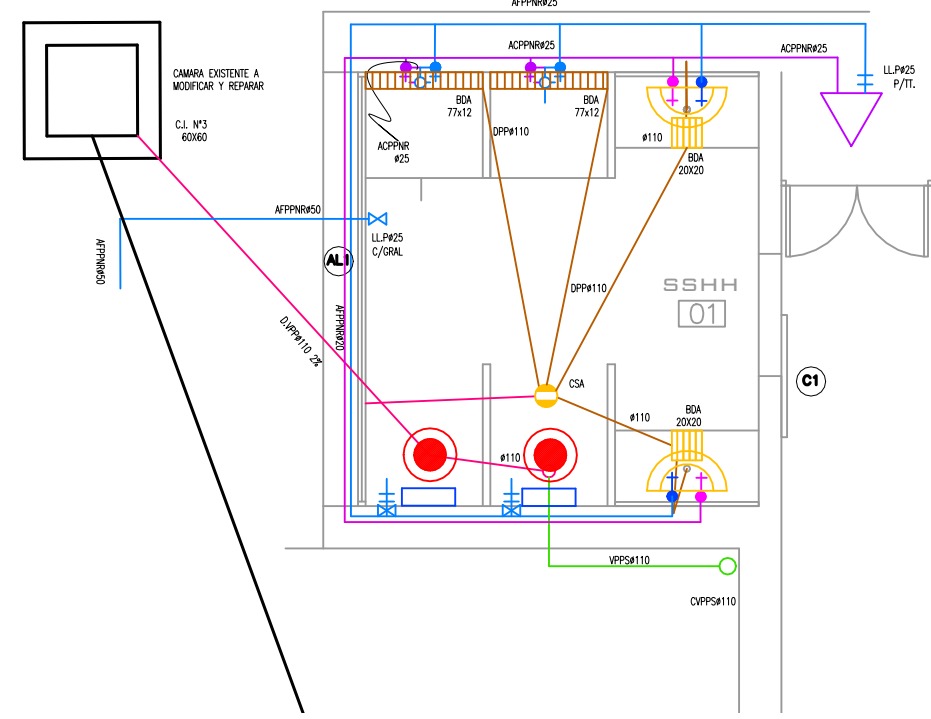 AFPPNRø25
ACPPNRø25
ACPPNRø25
CAMARA EXISTENTE A
MODIFICAR Y REPARAR
LL.Pø25
P/TT.
BDA
77x12
BDA
77x12
C.I. N°3
60X60
DPPø110
ø110
ACPPNR
ø25
BDA
20X20
AFPPNRø50
LL.Pø25
C/GRAL
AFPPNRø50
AL1
SSHH
01
DPPø110
AFPPNRø20
D.VPPø110 2%
C1
CSA
ø110
BDA
20X20
ø110
VPPSø110
CVPPSø110